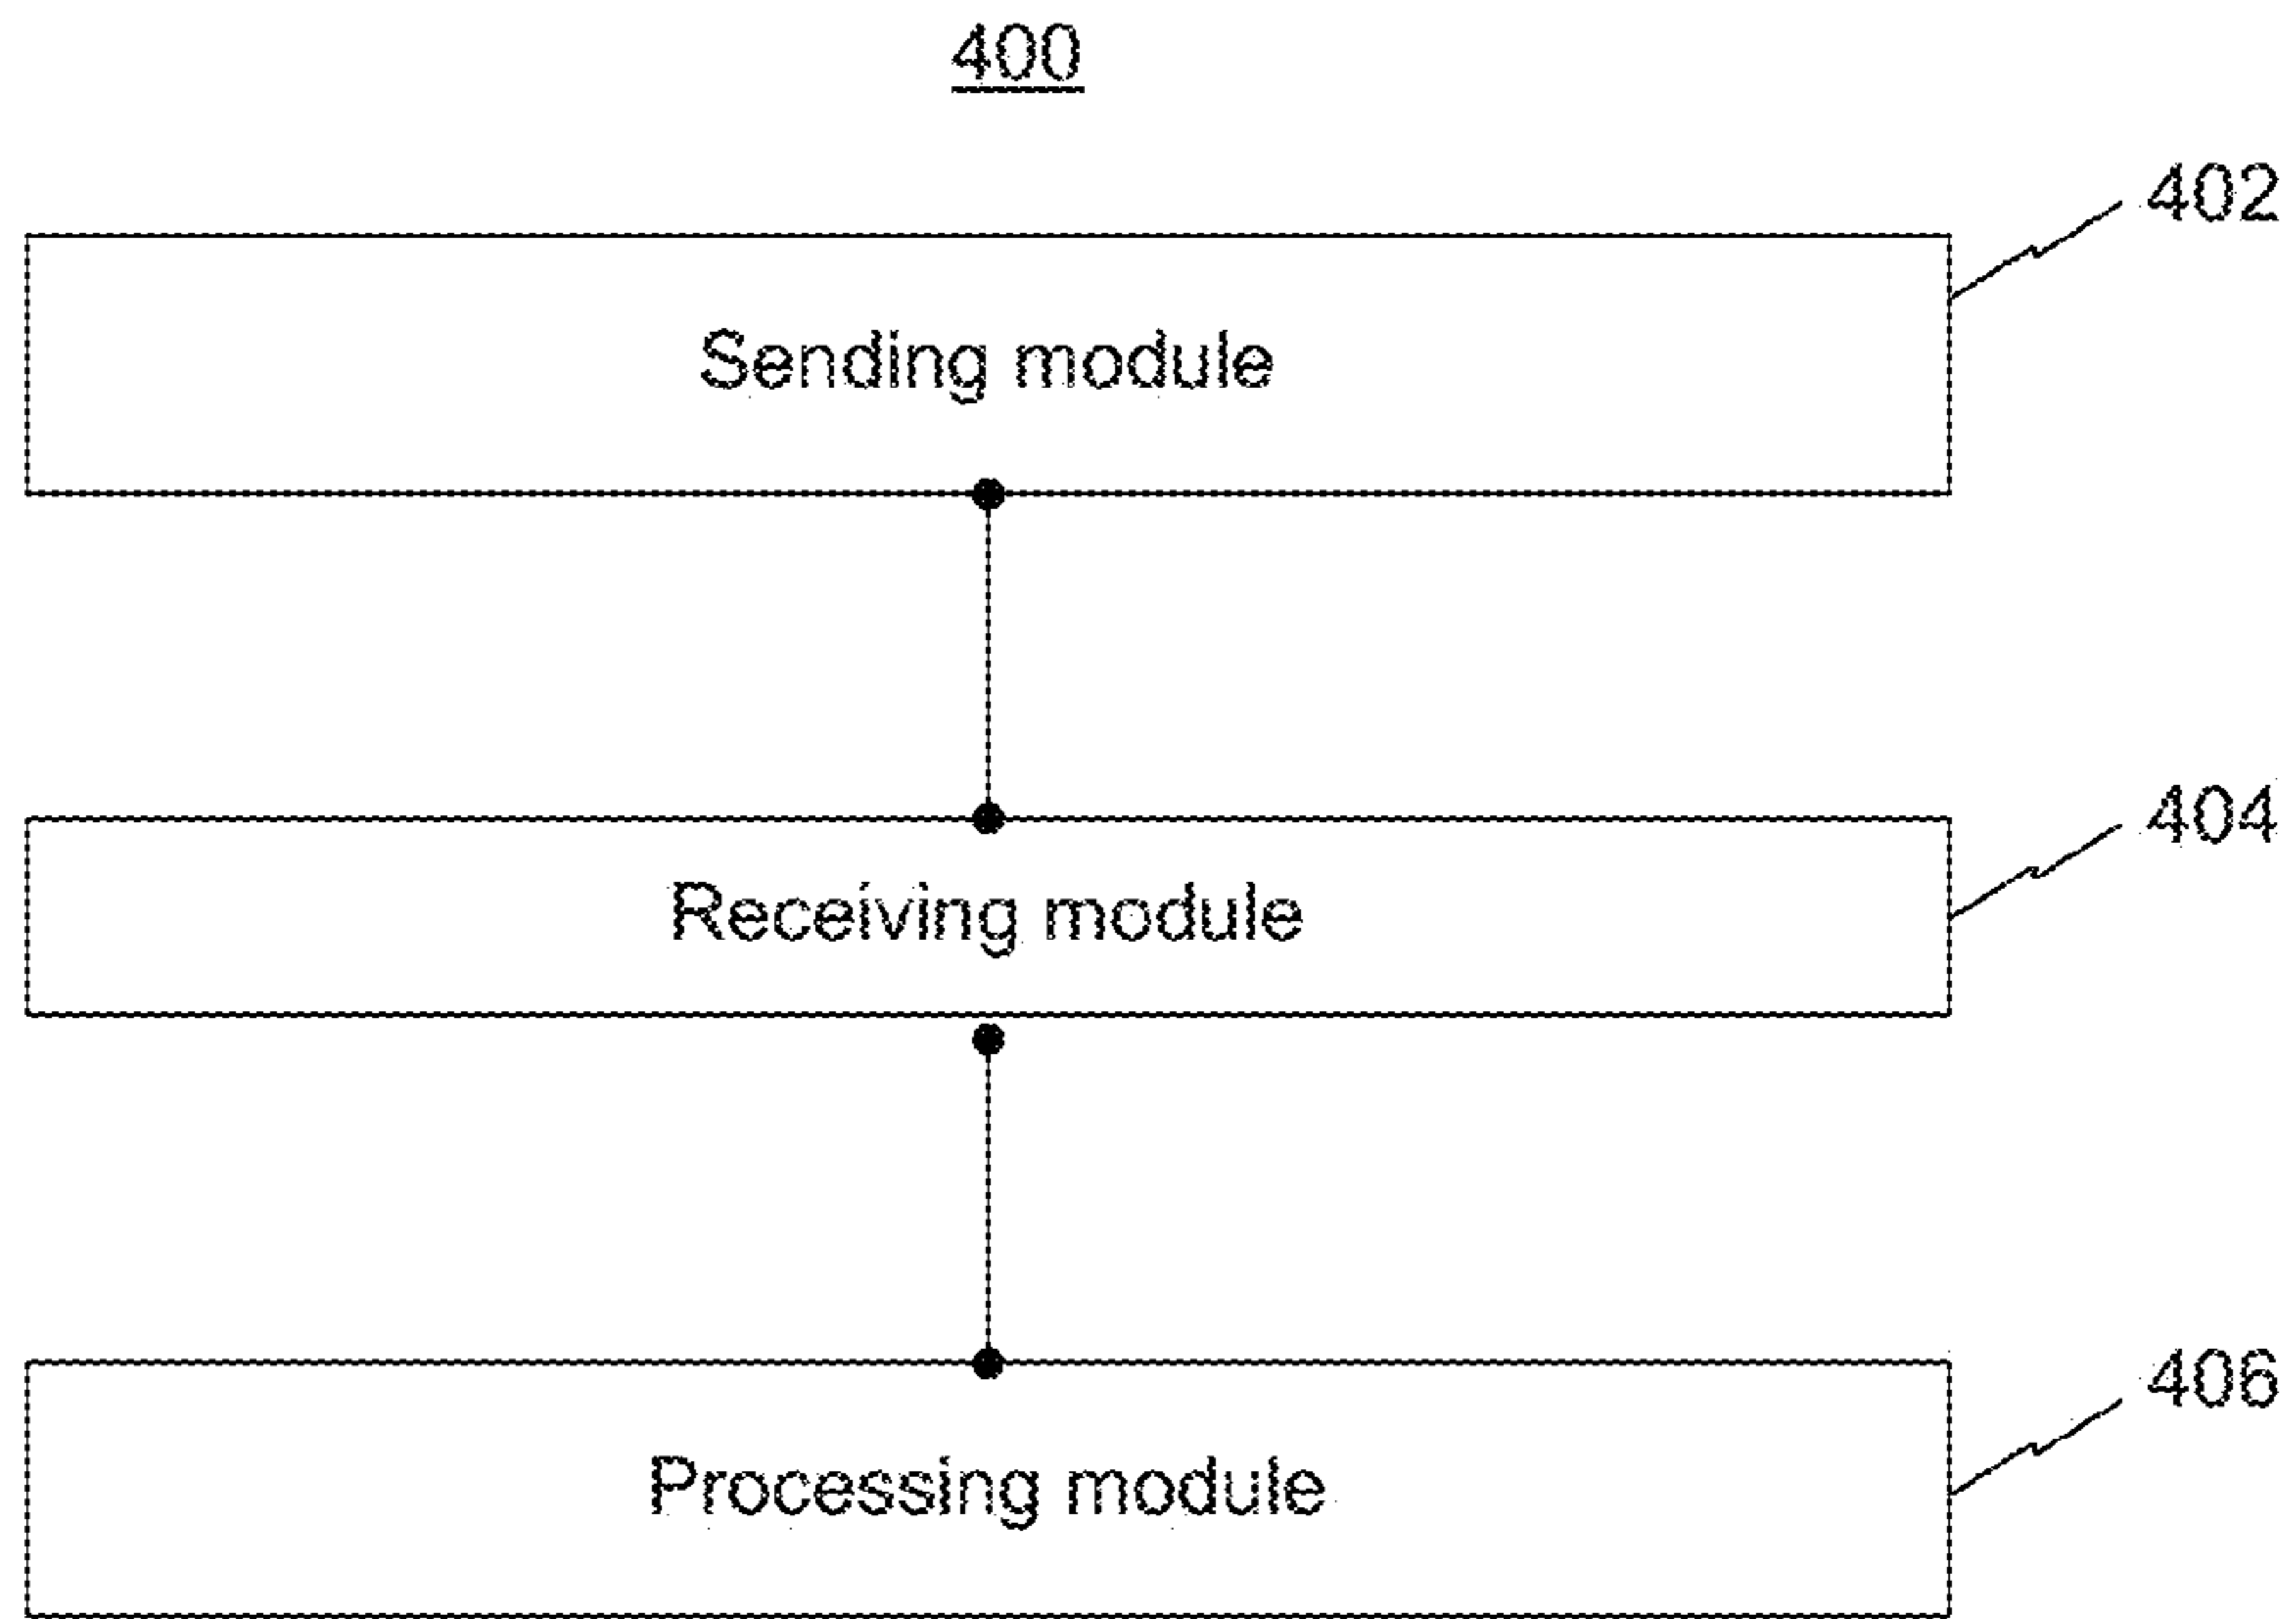 400
402
Sending module
404
Receiving module
406
Processing module